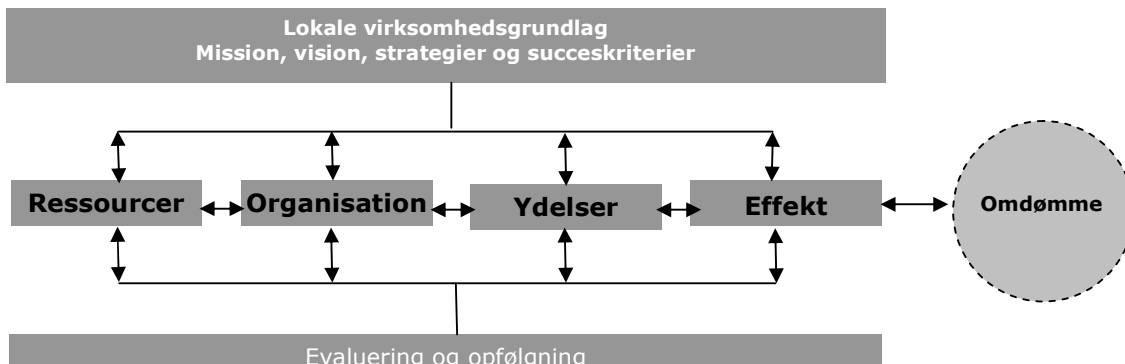 Lokale virksomhedsgrundlag
Mission, vision, strategier og succeskriterier
Ressourcer
Organisation
Ydelser
Effekt
Omdømme
Evaluering og opfølgning